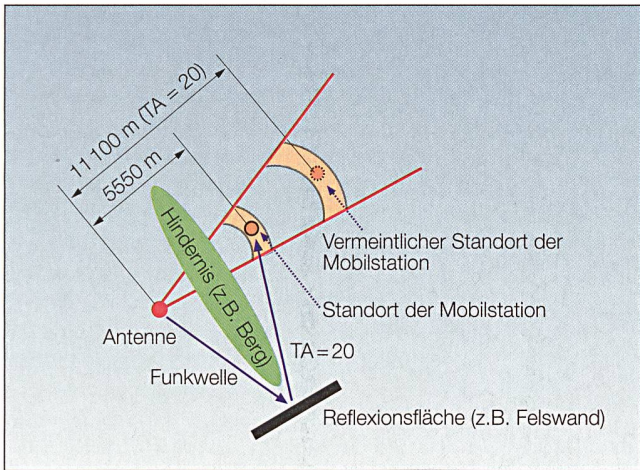 11 100 m (TA = 20)
5550 m
Hindernis (z.B. Berg)
Vermeintlicher Standort der
Mobilstation
Standort der Mobilstation
Antenne
TA = 20
Funkwelle
Reflexionsfläche (z.B. Felswand)